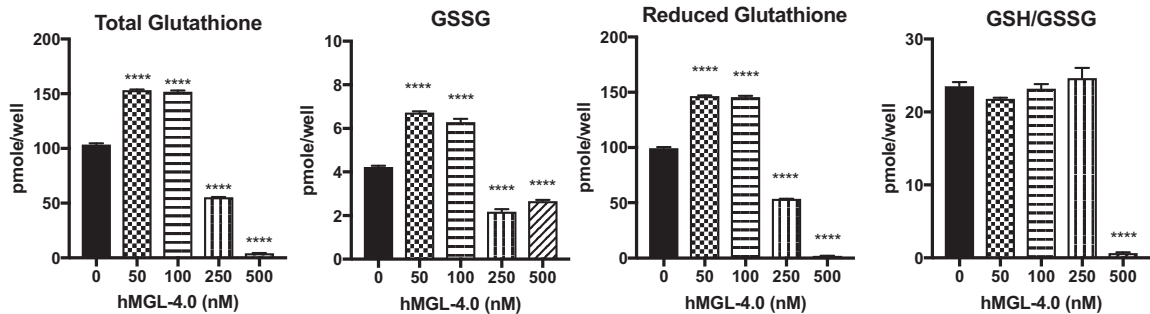 Total Glutathione
200
150
100
50
0
pmole/well
**** ****
****
****
0 50 100 250 500
hMGL-4.0 (nM)
GSSG
10
8
6
4
2
0
pmole/well
****
****
**** ****
0 50 100 250 500
hMGL-4.0 (nM)
Reduced Glutathione
200
150
100
50
0
pmole/well
**** ****
****
****
0 50 100 250 500
hMGL-4.0 (nM)
GSH/GSSG
30
20
10
0
pmole/well
****
0 50 100 250 500
hMGL-4.0 (nM)